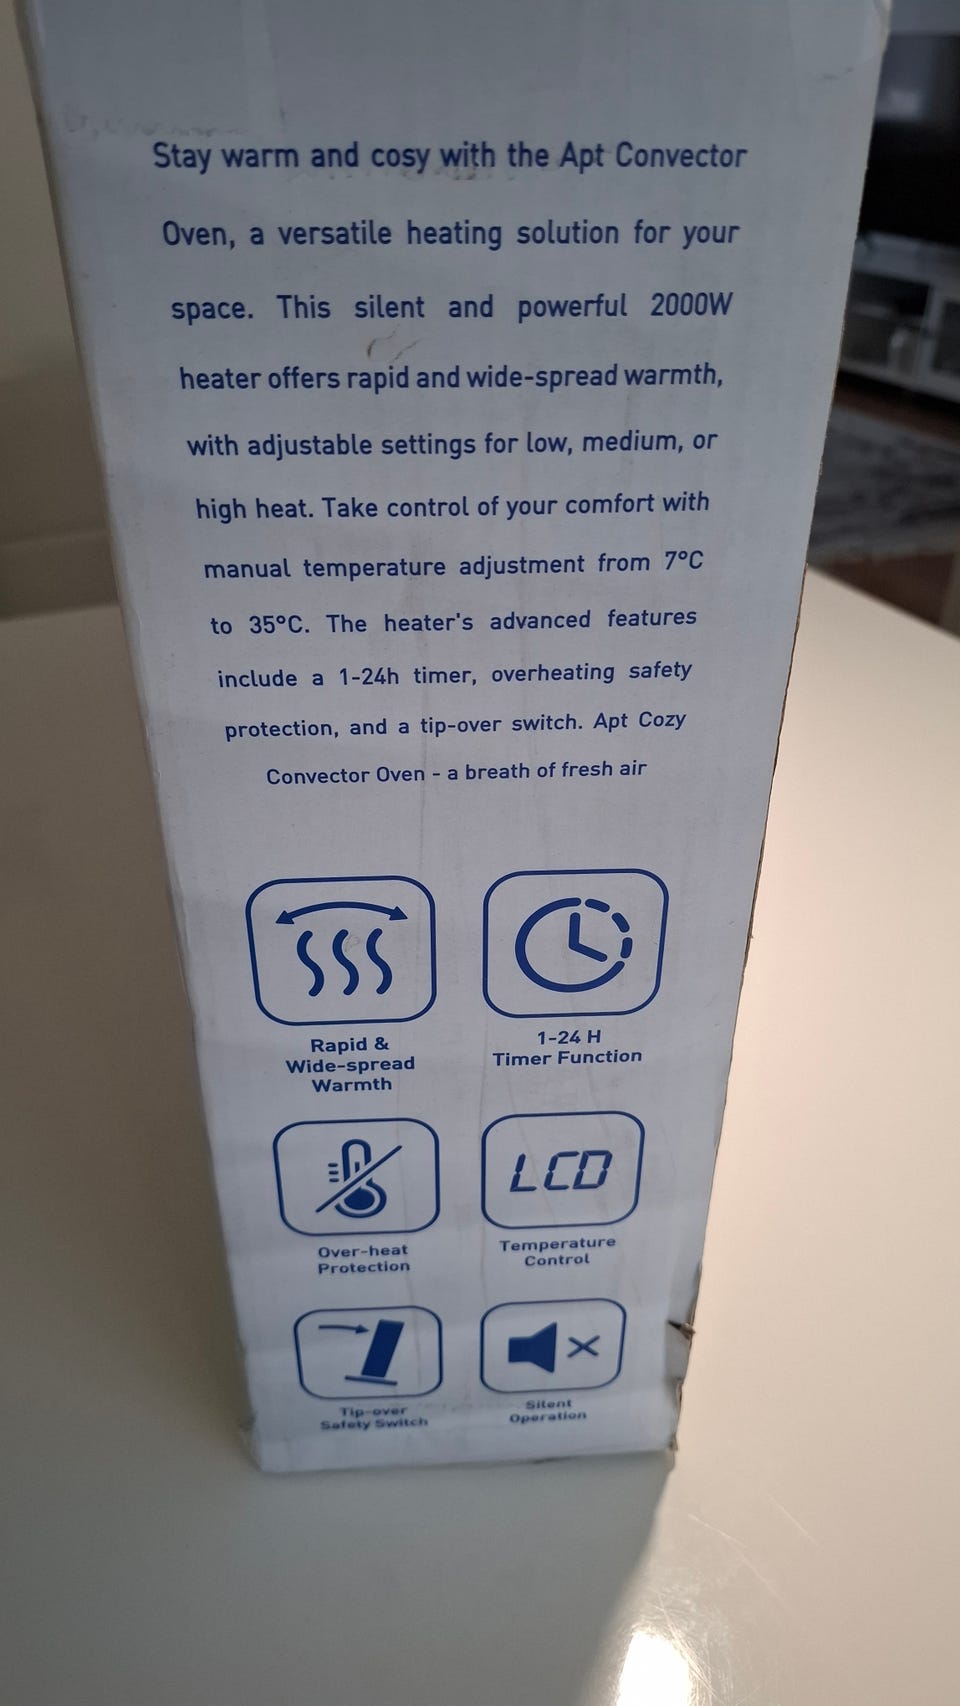 Stay warm and cosy with the Apt Convector
Oven, a versatile heating solution for your
space. This silent and powerful 2000W
heater offers rapid and wide-spread warmth,
with adjustable settings for low, medium, or
high heat. Take control of your comfort with
manual temperature adjustment from 7°C
to 35°C. The heater's advanced features
include a 1-24h timer, overheating safety
protection, and a tip-over switch. Apt Cozy
Convector Oven - a breath of fresh air
Rapid &
Wide-spread
Warmth
1-24 H
Timer Function
LCD
Over-heat
Protection
Temperature
Control
Tip-over
Safety Switch
Silent
Operation